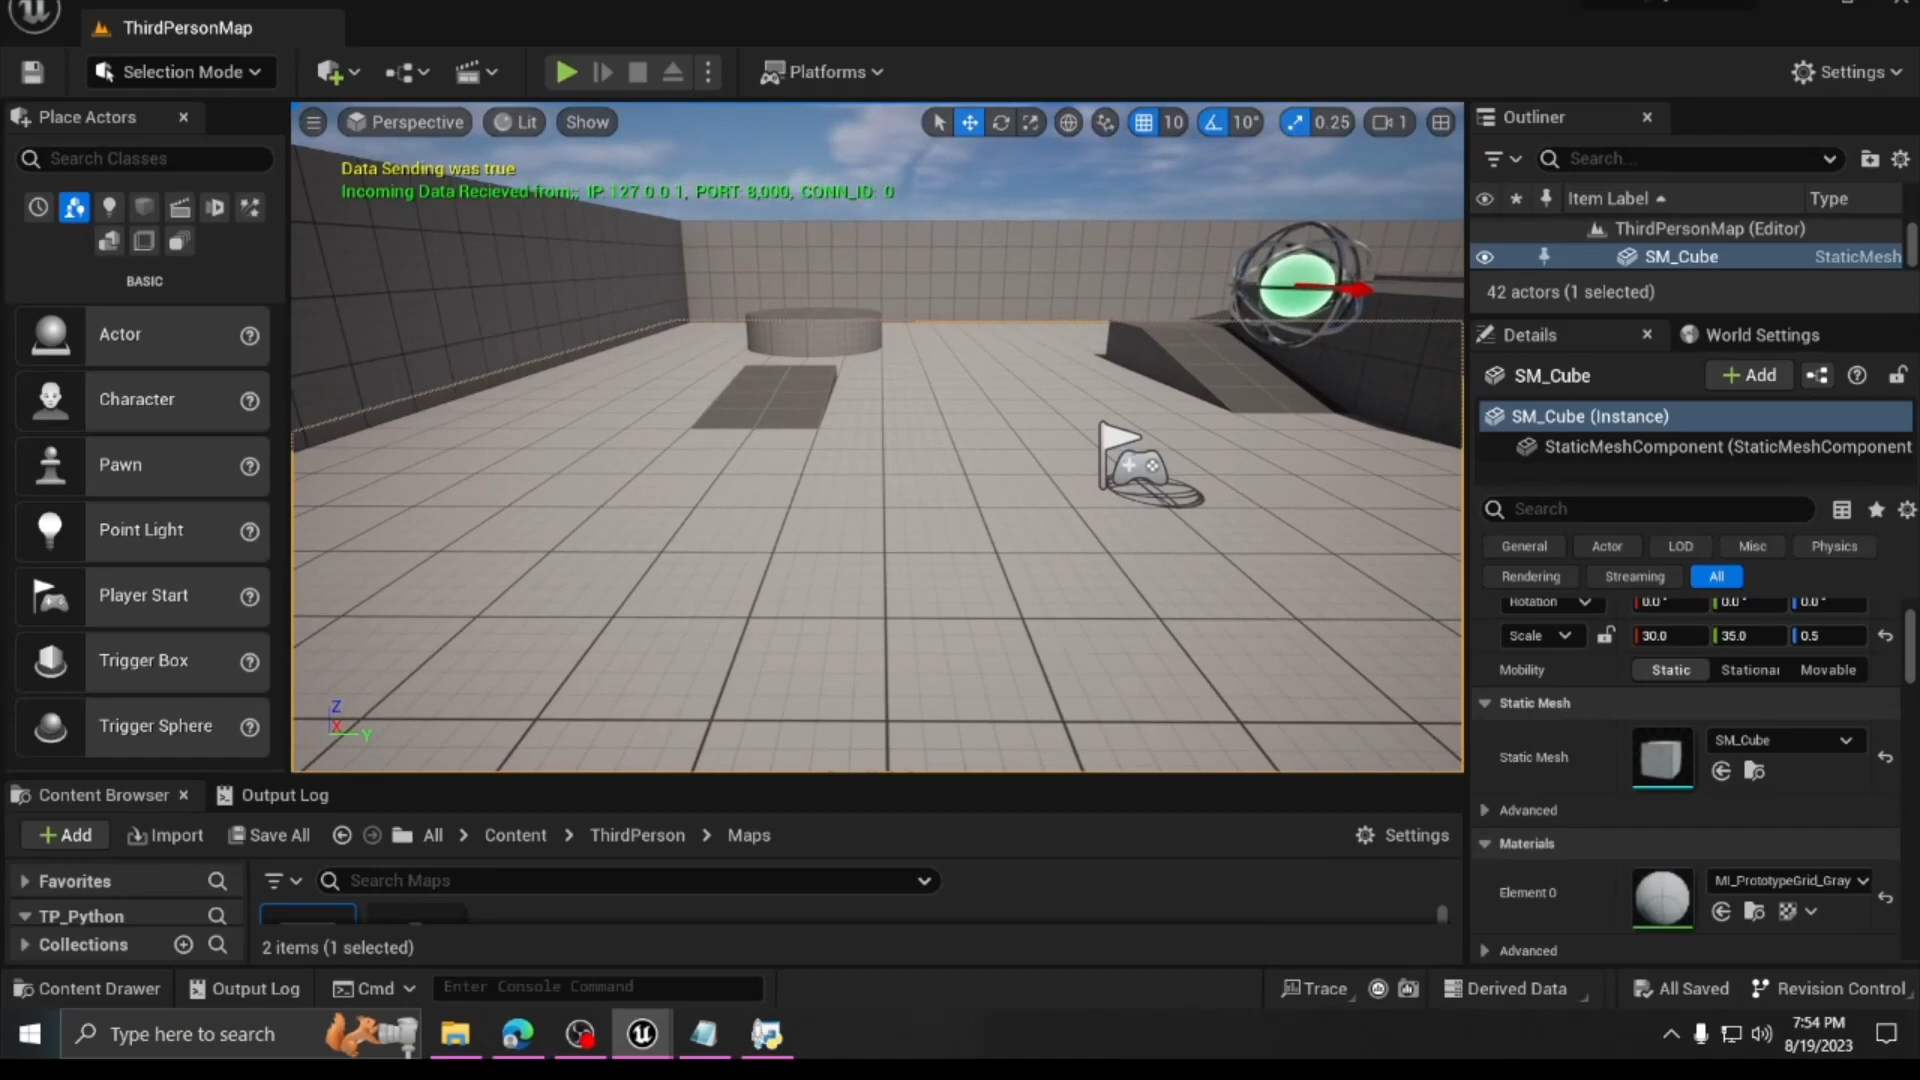 ThirdPersonMap
Selection Mode
Platforms
Settings
Place Actors
Search Classes
BASIC
Actor
Character
Pawn
Point Light
Player Start
Trigger Box
Trigger Sphere
Perspective
Lit
Show
10
10°
0.25
1
Data Sending was true
Incoming Data Recieved from;; IP: 127.0.0.1, PORT: 8,000, CONN_ID: 0
Z
X
Y
Outliner
Search...
Item Label
Type
ThirdPersonMap (Editor)
SM_Cube
StaticMesh
42 actors (1 selected)
Details
World Settings
SM_Cube
+ Add
SM_Cube (Instance)
StaticMeshComponent (StaticMeshComponent
Search
General
Actor
LOD
Misc
Physics
Rendering
Streaming
All
Rotation
0.0°
0.0°
0.0°
Scale
30.0
35.0
0.5
Mobility
Static
Stationar
Movable
Static Mesh
Static Mesh
SM_Cube
Advanced
Materials
Element 0
MI_PrototypeGrid_Gray
Advanced
Content Browser
Output Log
+ Add
Import
Save All
All > Content > ThirdPerson > Maps
Settings
Favorites
TP_Python
Collections
Search Maps
2 items (1 selected)
Content Drawer
Output Log
Cmd
Enter Console Command
Trace
Derived Data
All Saved
Revision Control
Type here to search
7:54 PM
8/19/2023